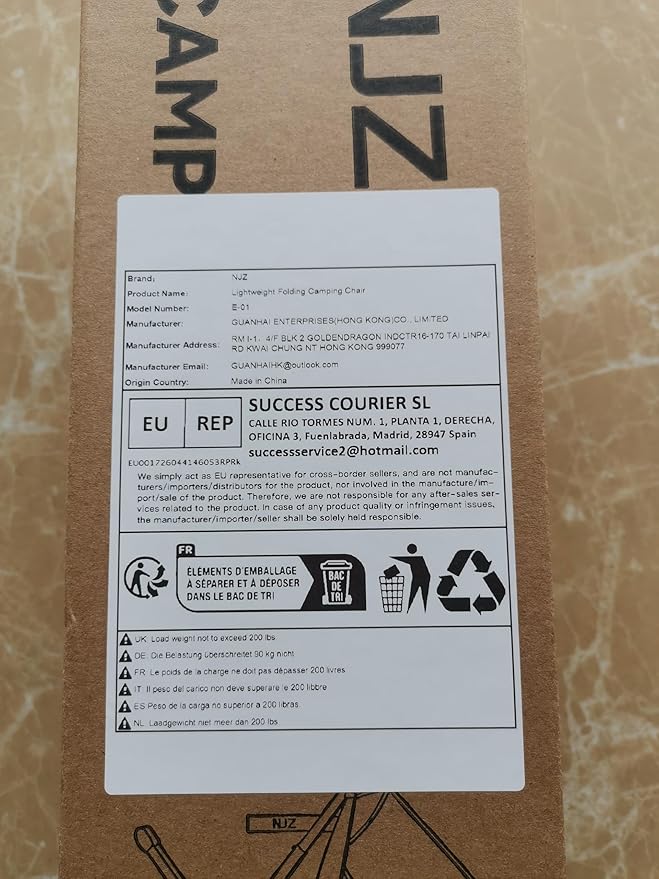 CAMP
NJZ
Brand: NJZ
Product Name: Lightweight Folding Camping Chair
Model Number: E-01
Manufacturer: GUANHAI ENTERPRISES(HONG KONG)CO., LIMITED
Manufacturer Address: RM I-1, 4/F BLK 2 GOLDENDRAGON INDCTR16-170 TAI LINPAI
RD KWAI CHUNG NT HONG KONG 999077
Manufacturer Email: GUANHAIHK@outlook.com
Origin Country: Made in China
EU REP
SUCCESS COURIER SL
CALLE RIO TORMES NUM. 1, PLANTA 1, DERECHA,
OFICINA 3, Fuenlabrada, Madrid, 28947 Spain
successservice2@hotmail.com
EU001726044146053RPRk
We simply act as EU representative for cross-border sellers, and are not manufac-
turers/importers/distributors for the product, nor involved in the manufacture/im-
port/sale of the product. Therefore, we are not responsible for any after-sales ser-
vices related to the product. In case of any product quality or infringement issues,
the manufacturer/importer/seller shall be solely held responsible.
FR
ÉLÉMENTS D'EMBALLAGE
À SÉPARER ET À DÉPOSER
DANS LE BAC DE TRI
BAC
DE
TRI
UK: Load weight not to exceed 200 lbs
DE: Die Belastung überschreitet 90 kg nicht
FR: Le poids de la charge ne doit pas dépasser 200 livres
IT: Il peso del carico non deve superare le 200 libbre
ES Peso de la carga no superior a 200 libras.
NL: Laadgewicht niet meer dan 200 lbs
NJZ